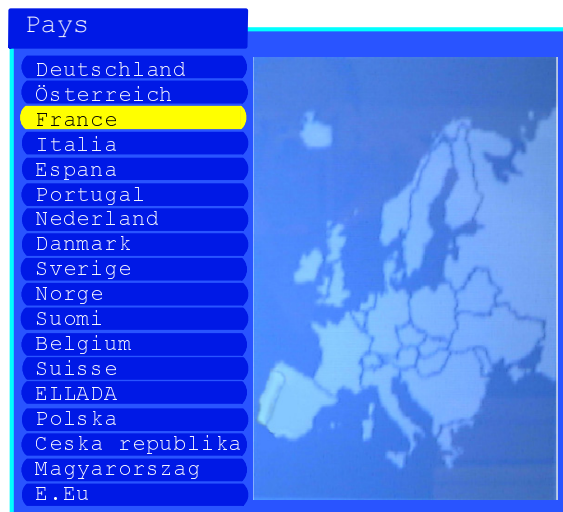 Pays
Deutschland
Österreich
France
Italia
Espana
Portugal
Nederland
Danmark
Sverige
Norge
Suomi
Belgium
Suisse
ELLADA
Polska
Ceska republika
Magyarorszag
E.Eu